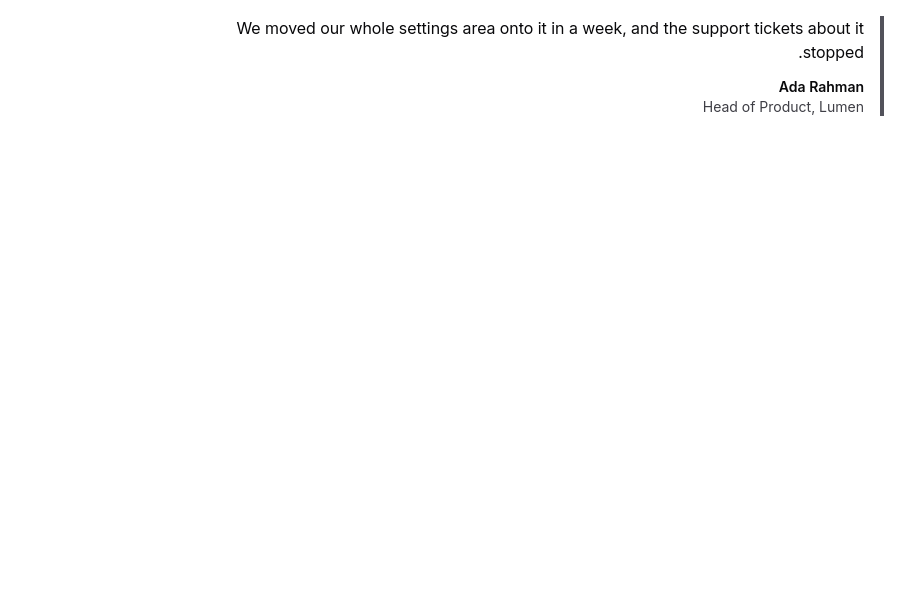 We moved our whole settings area onto it in a week, and the support tickets about it
.stopped
Ada Rahman
Head of Product, Lumen